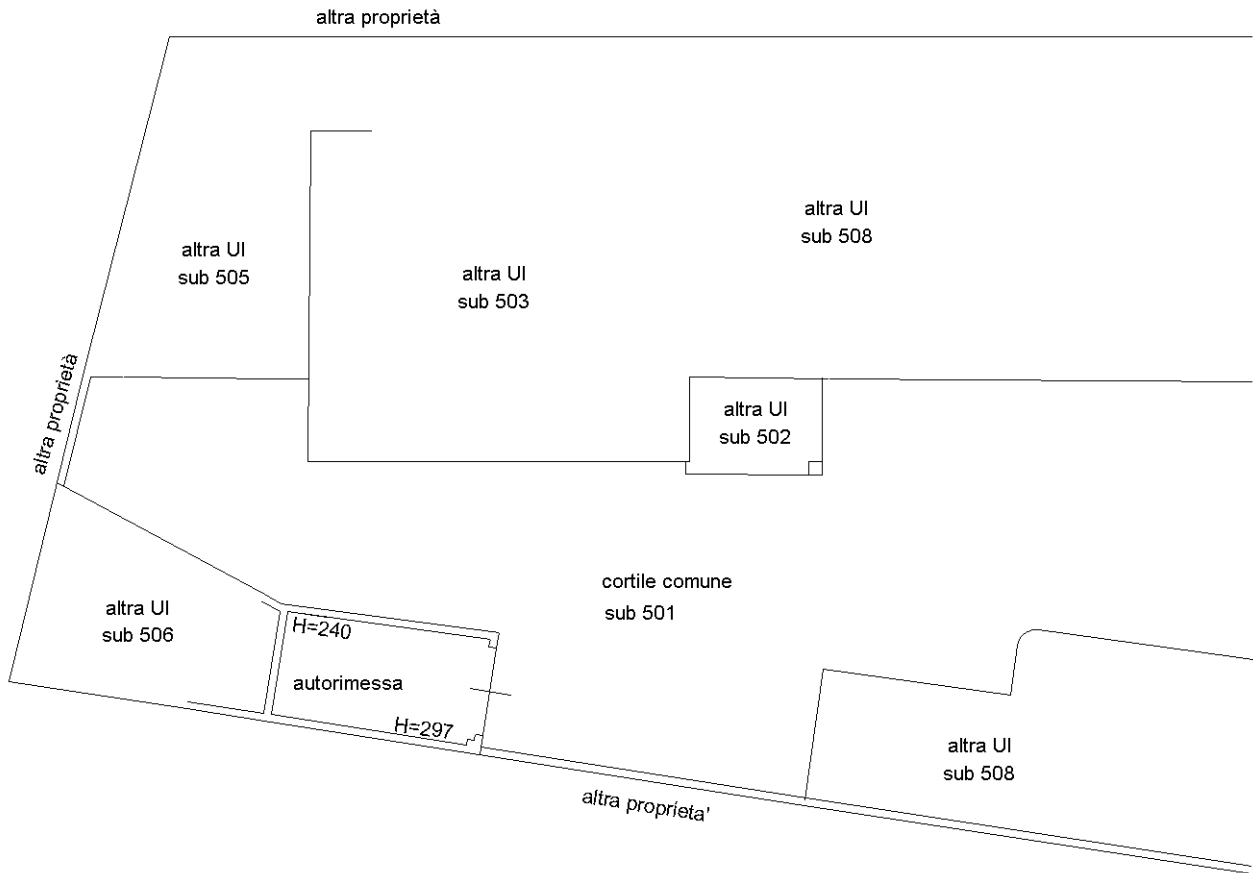 altra proprietà
altra UI
sub 508
altra UI
sub 505
altra UI
sub 503
altra proprietà
altra UI
sub 502
cortile comune
sub 501
altra UI
sub 506
H=240
autorimessa
H=297
altra UI
sub 508
altra proprieta'